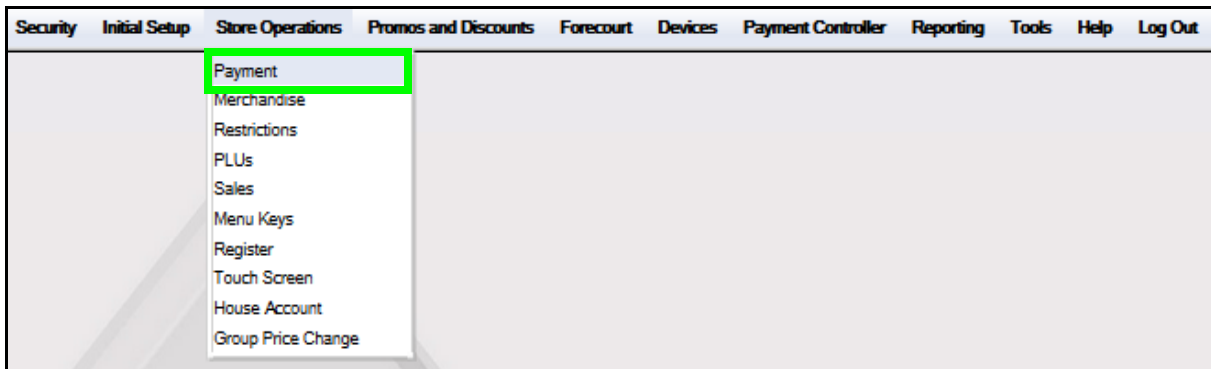 Security Initial Setup Store Operations Promos and Discounts Forecourt Devices Payment Controller Reporting Tools Help Log Out
Payment
Merchandise
Restrictions
PLUs
Sales
Menu Keys
Register
Touch Screen
House Account
Group Price Change